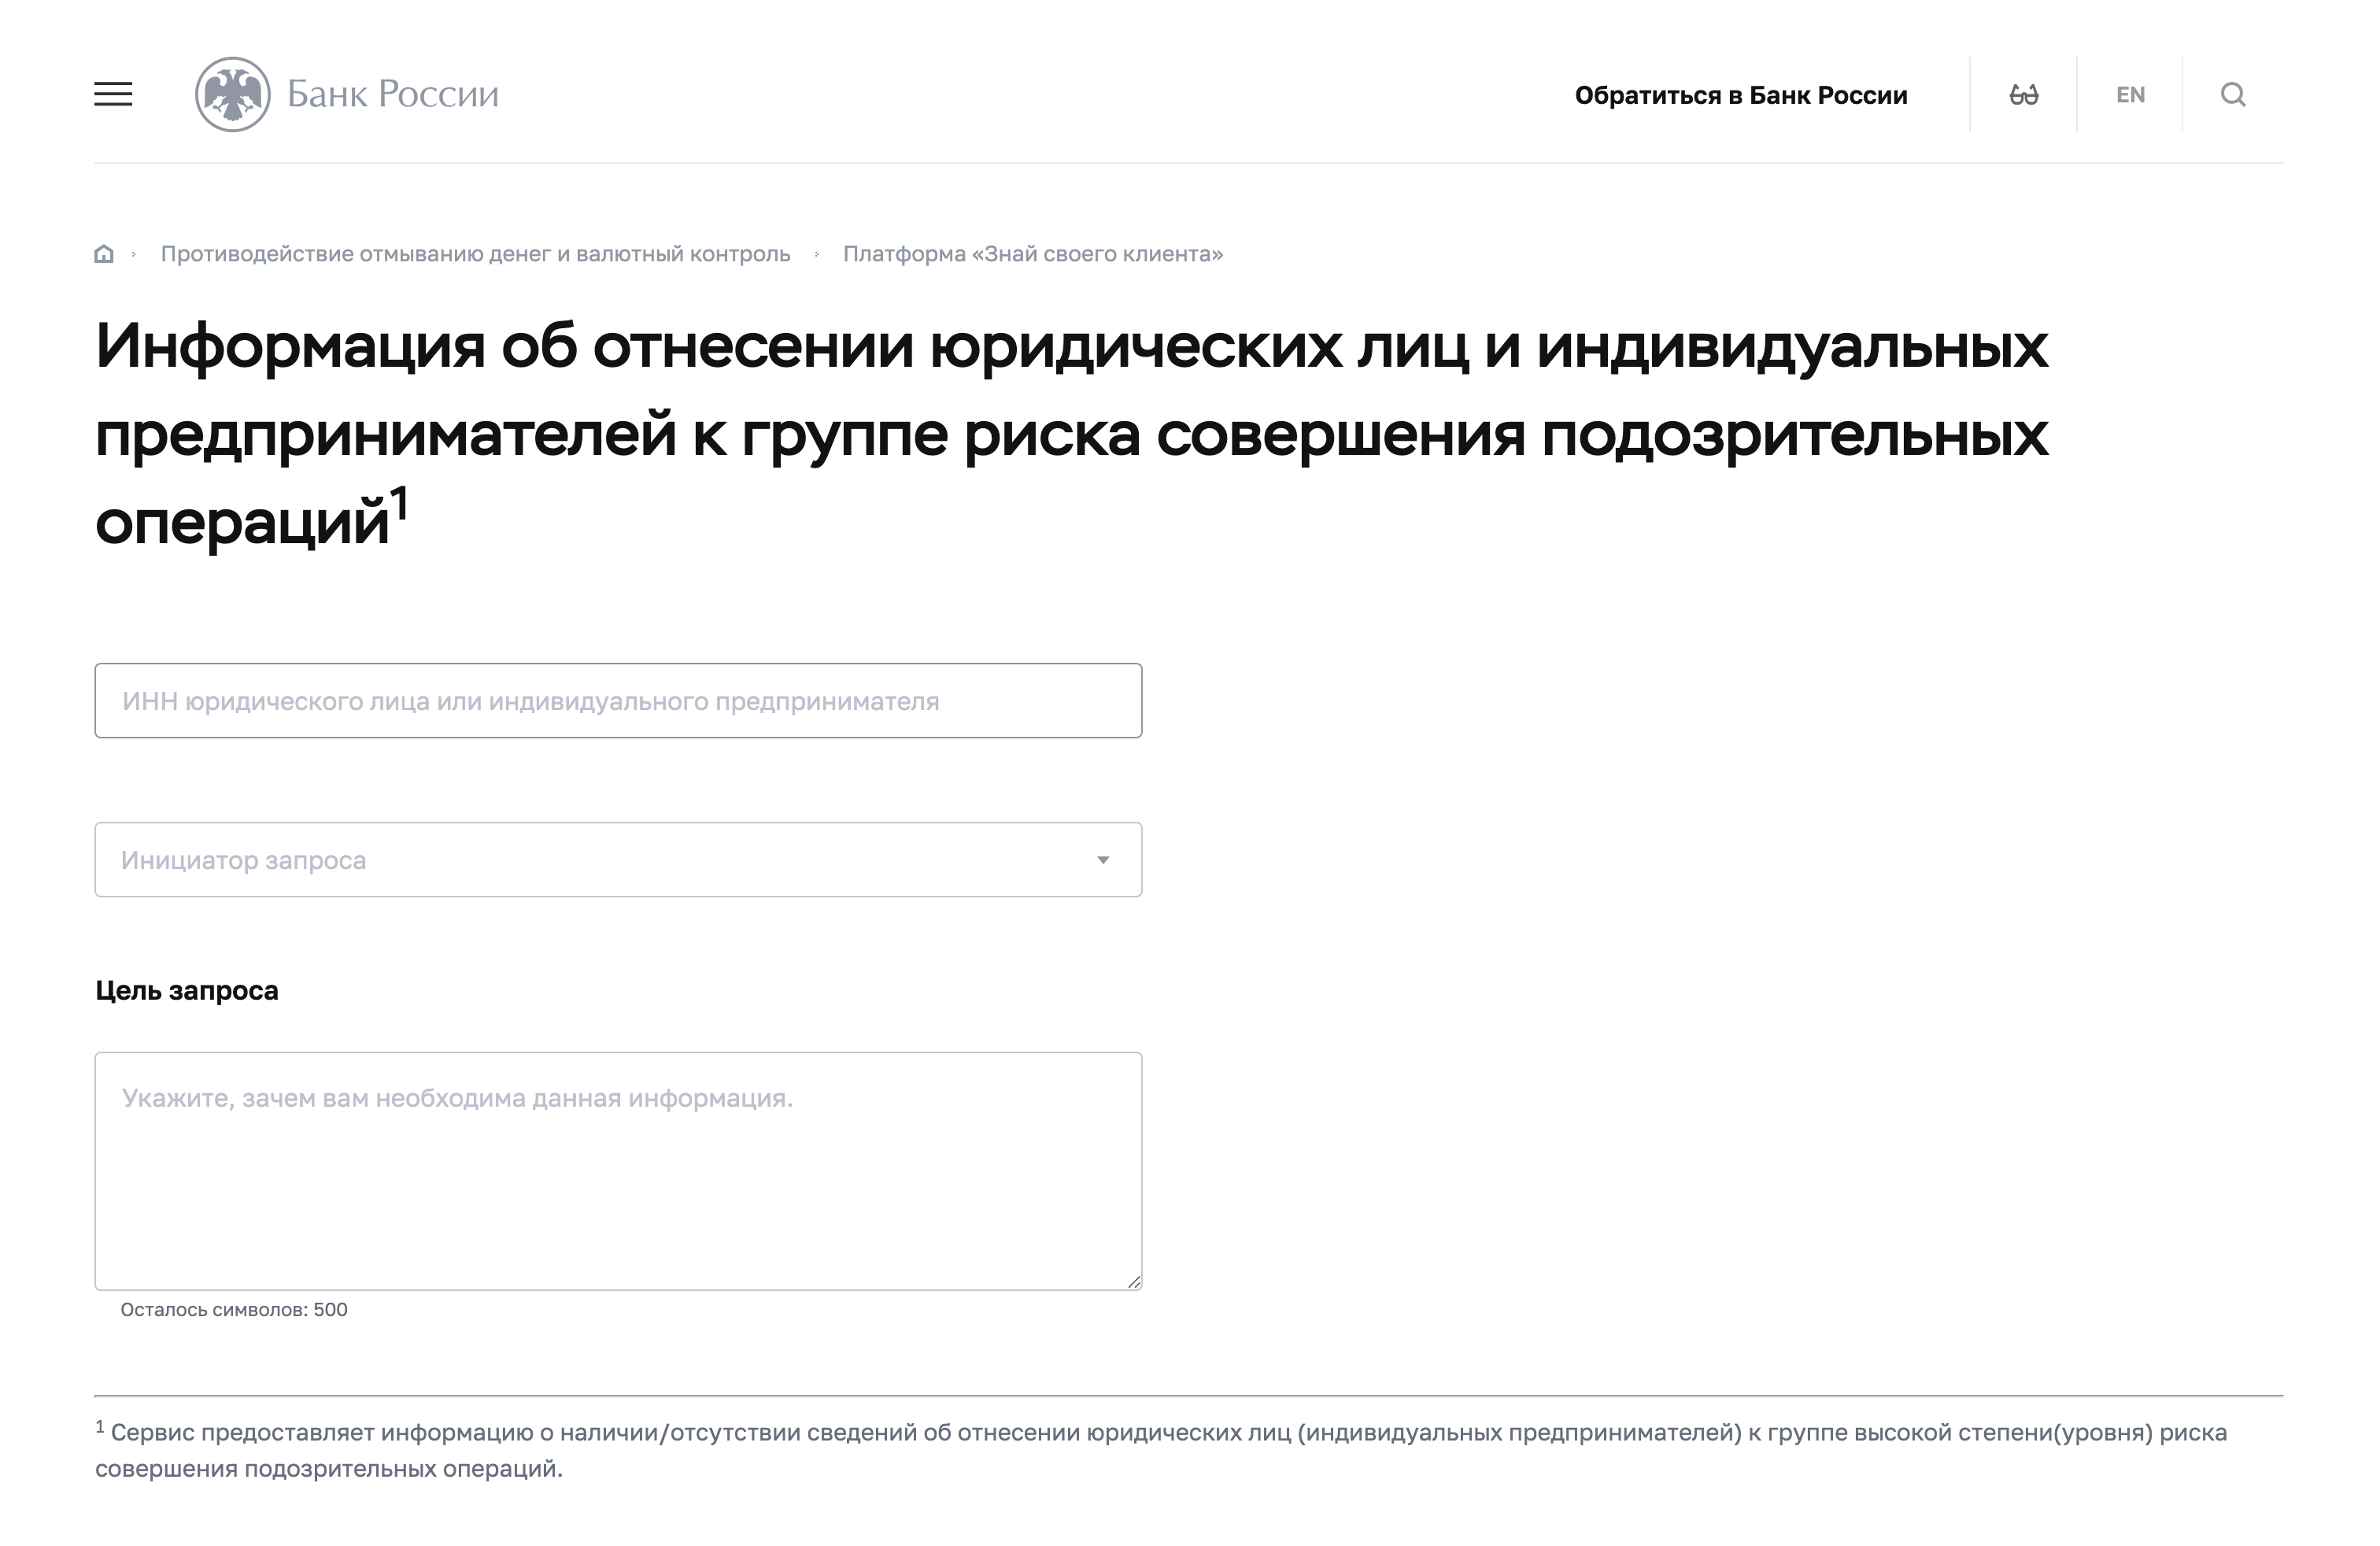 Банк России
Обратиться в Банк России
EN
Противодействие отмыванию денег и валютный контроль
Платформа «Знай своего клиента»
Информация об отнесении юридических лиц и индивидуальных
предпринимателей к группе риска совершения подозрительных
операций¹
ИНН юридического лица или индивидуального предпринимателя
Инициатор запроса
Цель запроса
Укажите, зачем вам необходима данная информация.
Осталось символов: 500
¹ Сервис предоставляет информацию о наличии/отсутствии сведений об отнесении юридических лиц (индивидуальных предпринимателей) к группе высокой степени(уровня) риска
совершения подозрительных операций.